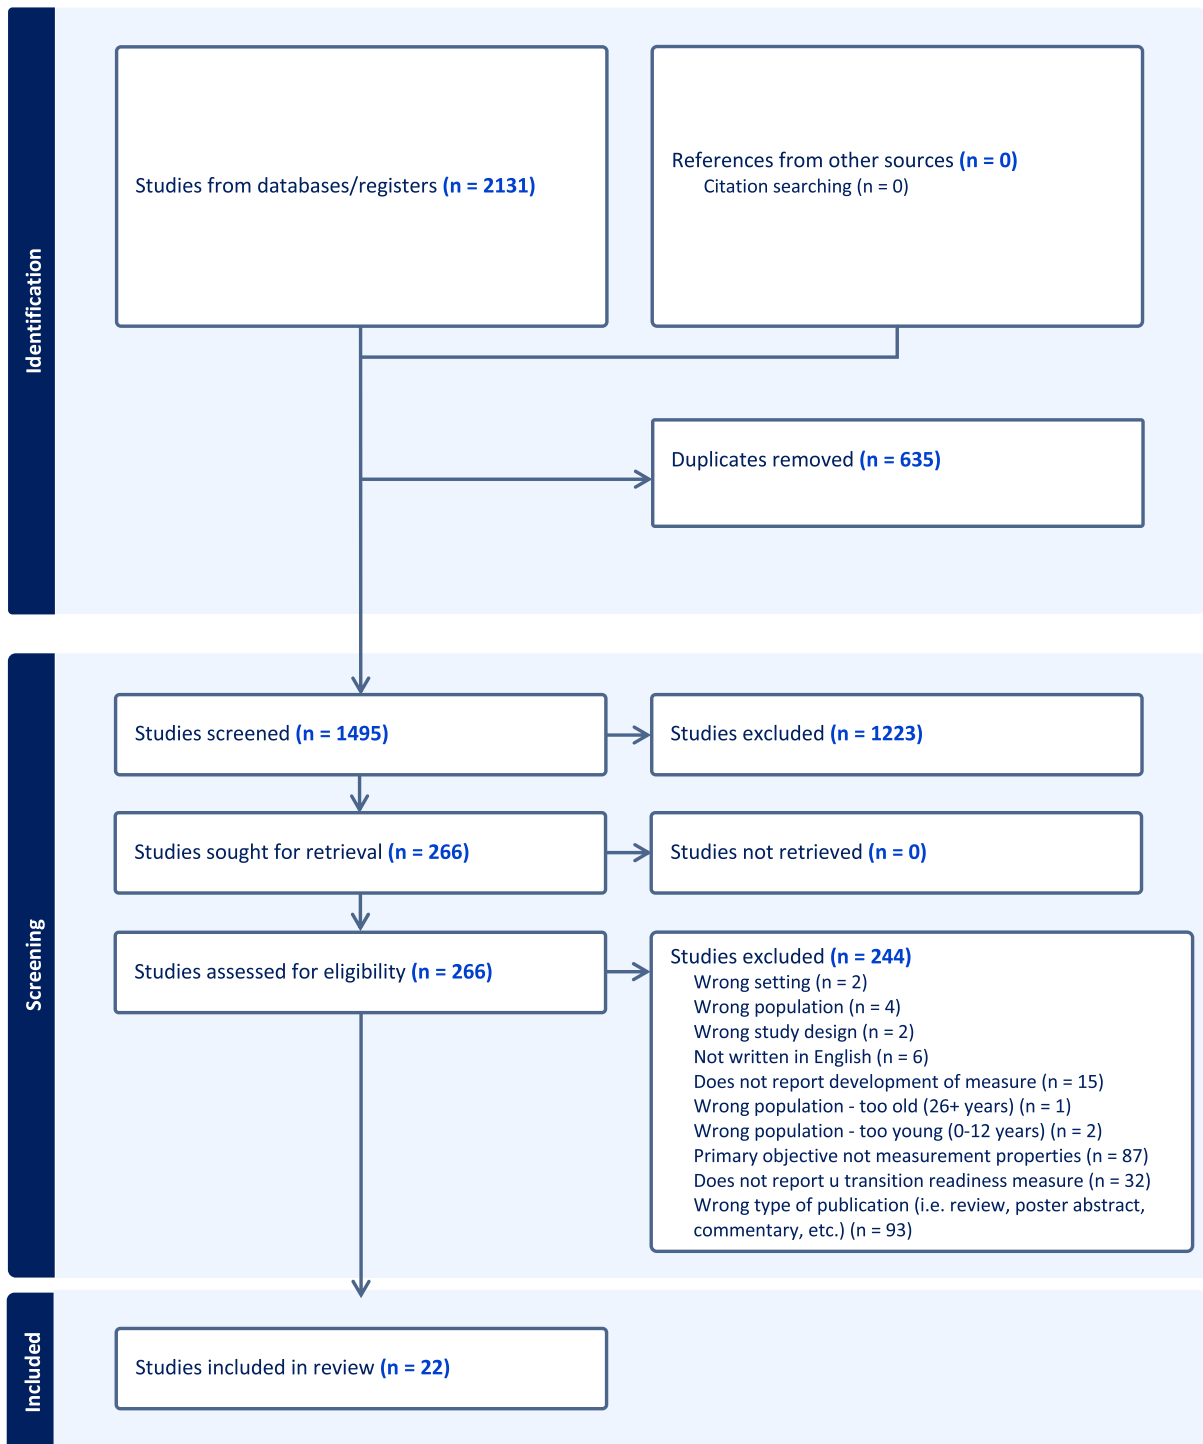 Identification
Studies from databases/registers (n = 2131)
References from other sources (n = 0)
Citation searching (n = 0)
Duplicates removed (n = 635)
Screening
Studies screened (n = 1495)
Studies excluded (n = 1223)
Studies sought for retrieval (n = 266)
Studies not retrieved (n = 0)
Studies assessed for eligibility (n = 266)
Studies excluded (n = 244)
Wrong setting (n = 2)
Wrong population (n = 4)
Wrong study design (n = 2)
Not written in English (n = 6)
Does not report development of measure (n = 15)
Wrong population - too old (26+ years) (n = 1)
Wrong population - too young (0-12 years) (n = 2)
Primary objective not measurement properties (n = 87)
Does not report u transition readiness measure (n = 32)
Wrong type of publication (i.e. review, poster abstract,
commentary, etc.) (n = 93)
Included
Studies included in review (n = 22)